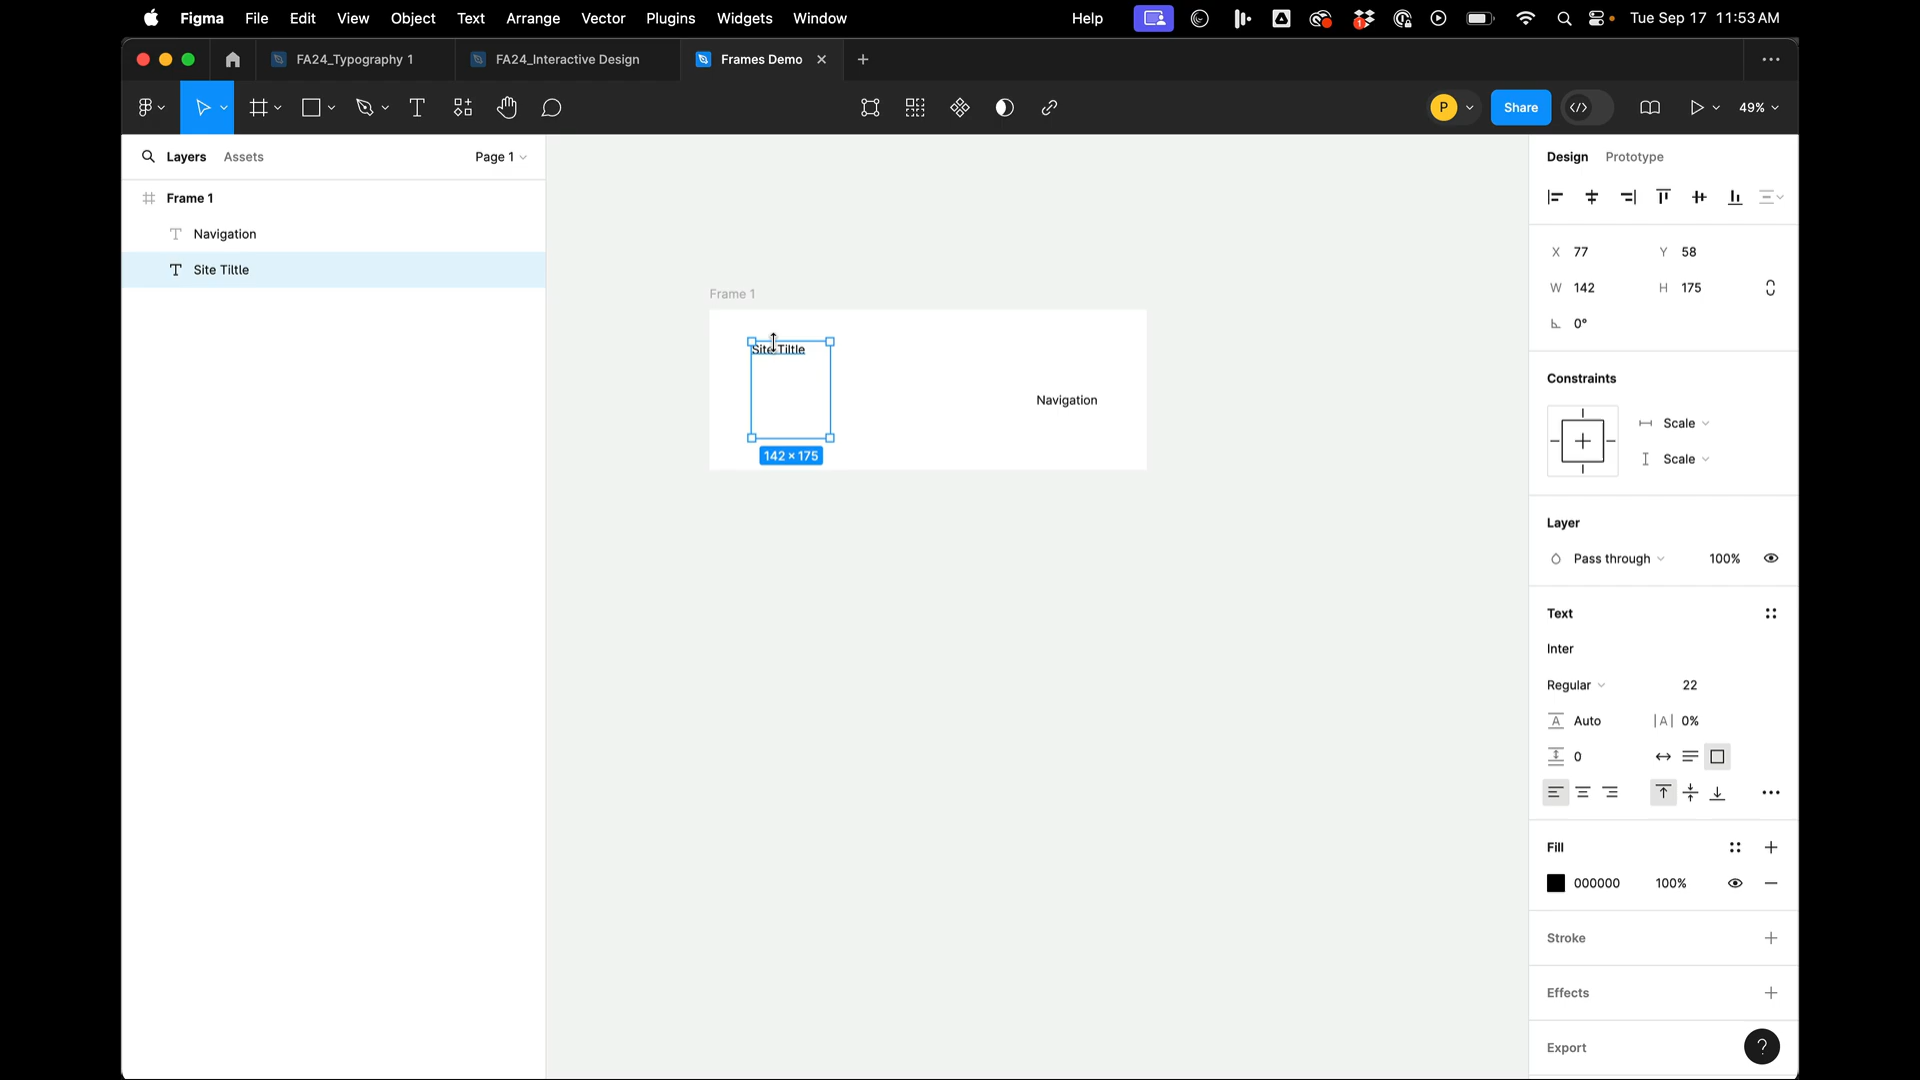 Figma File Edit View Object Text Arrange Vector Plugins Widgets Window Help Tue Sep 17 11:53 AM
FA24_Typography 1 FA24_Interactive Design Frames Demo
P Share 49%
Layers Assets Page 1
Frame 1
Navigation
Site Tiltle
Frame 1
Site Tiltle
Navigation
142 × 175
Design Prototype
X 77 Y 58
W 142 H 175
0°
Constraints
Scale
Scale
Layer
Pass through 100%
Text
Inter
Regular 22
A Auto |A| 0%
0
Fill
000000 100%
Stroke
Effects
Export
?